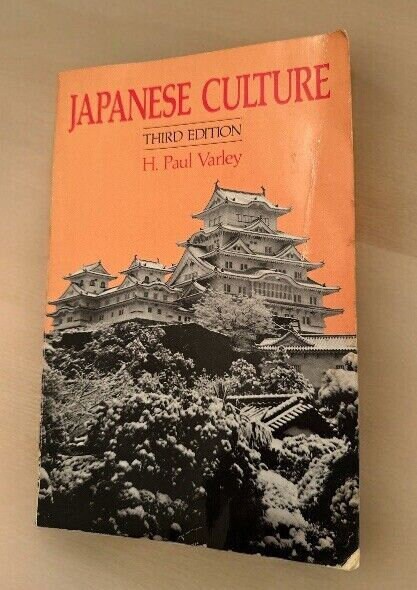 JAPANESE CULTURE
THIRD EDITION
H. Paul Varley